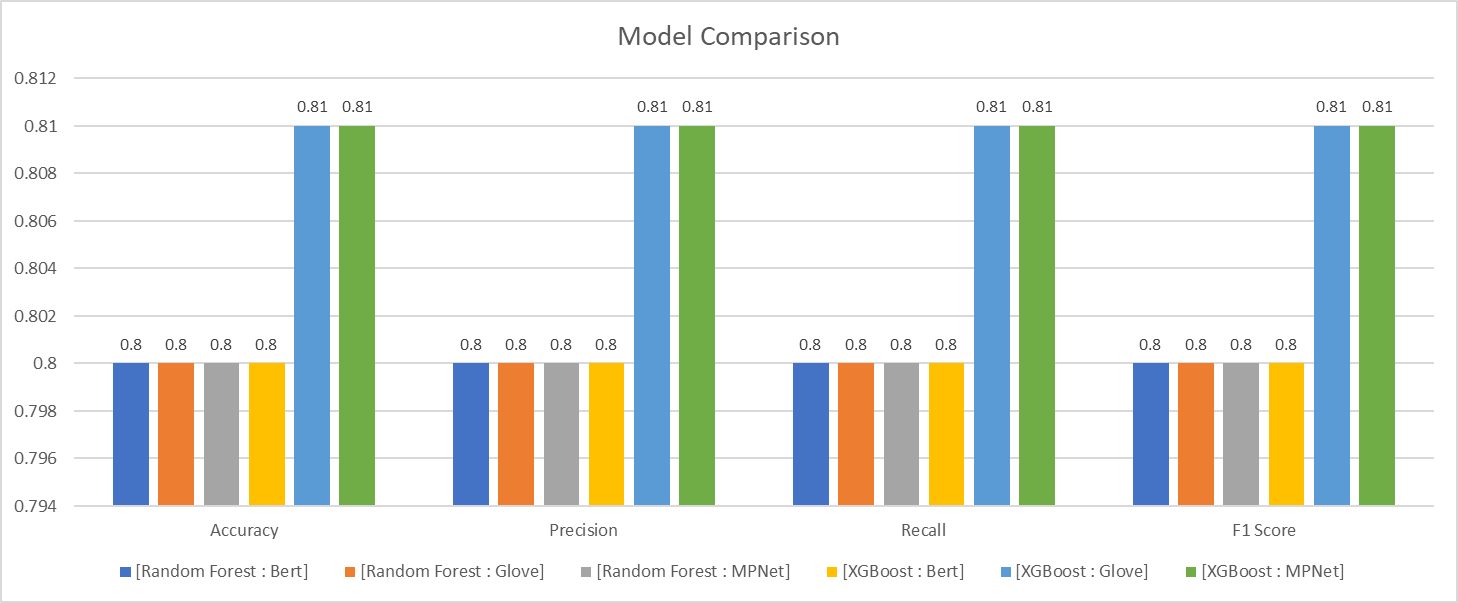 Model Comparison
0.812
0.81
0.808
0.806
0.804
0.802
0.8
0.798
0.796
0.794
0.8 0.8 0.8 0.8 0.81 0.81
0.8 0.8 0.8 0.8 0.81 0.81
0.8 0.8 0.8 0.8 0.81 0.81
0.8 0.8 0.8 0.8 0.81 0.81
Accuracy Precision Recall F1 Score
[Random Forest : Bert] [Random Forest : Glove] [Random Forest : MPNet] [XGBoost : Bert] [XGBoost : Glove] [XGBoost : MPNet]